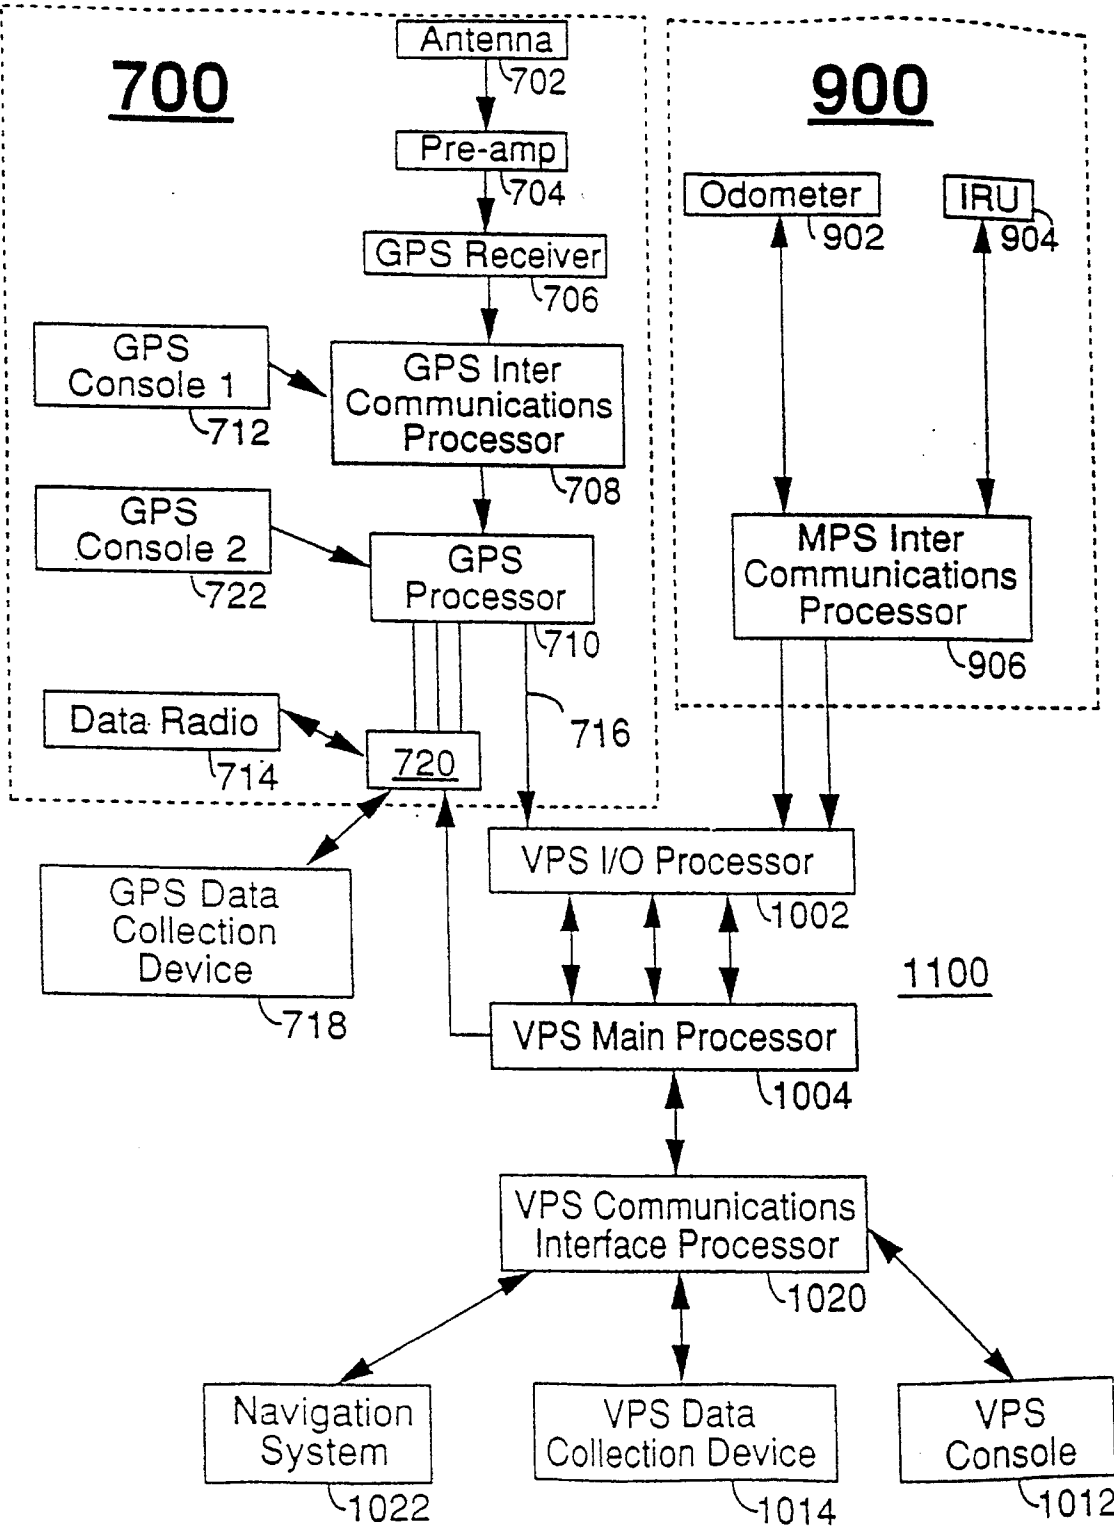 700
Antenna
702
Pre-amp
704
GPS Receiver
706
GPS
Console 1
712
GPS Inter
Communications
Processor
708
GPS
Console 2
722
GPS
Processor
710
716
Data Radio
714
720
GPS Data
Collection
Device
718
900
Odometer
902
IRU
904
MPS Inter
Communications
Processor
906
VPS I/O Processor
1002
1100
VPS Main Processor
1004
VPS Communications
Interface Processor
1020
Navigation
System
1022
VPS Data
Collection Device
1014
VPS
Console
1012